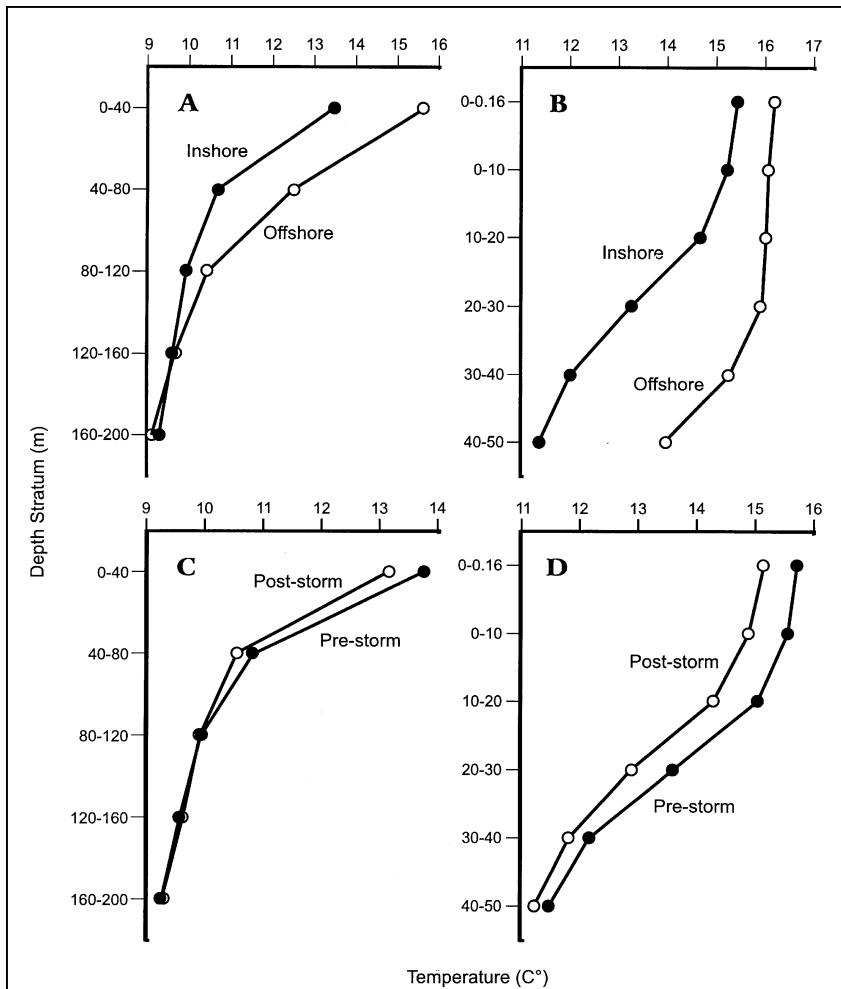 9 10 11 12 13 14 15 16
A
0-40
40-80
80-120
120-160
160-200
Inshore
Offshore
11 12 13 14 15 16 17
B
0-0.16
0-10
10-20
20-30
30-40
40-50
Inshore
Offshore
Depth Stratum (m)
9 10 11 12 13 14
C
0-40
40-80
80-120
120-160
160-200
Post-storm
Pre-storm
11 12 13 14 15 16
D
0-0.16
0-10
10-20
20-30
30-40
40-50
Post-storm
Pre-storm
Temperature (C°)